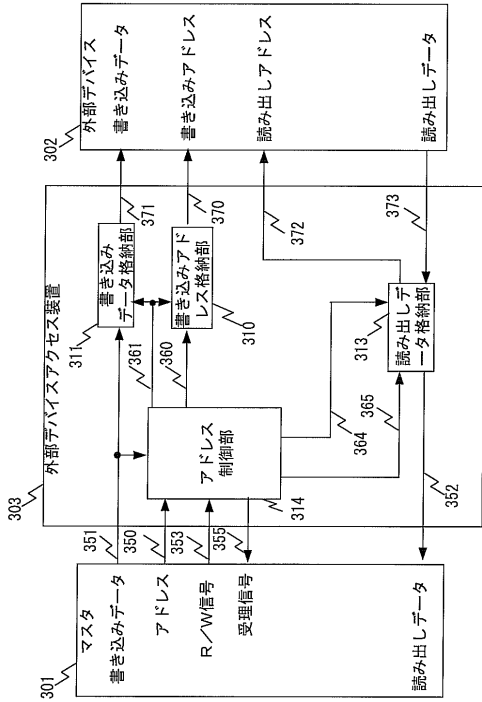 301
マスタ
書き込みデータ
アドレス
R/W信号
受理信号
読み出しデータ
351
350
353
355
352
303
外部デバイスアクセス装置
311
書き込み
データ格納部
361
360
書き込みアド
レス格納部
310
アドレス
制御部
314
364
365
313
読み出しデ
ータ格納部
371
370
372
373
302
外部デバイス
書き込みデータ
書き込みアドレス
読み出しアドレス
読み出しデータ